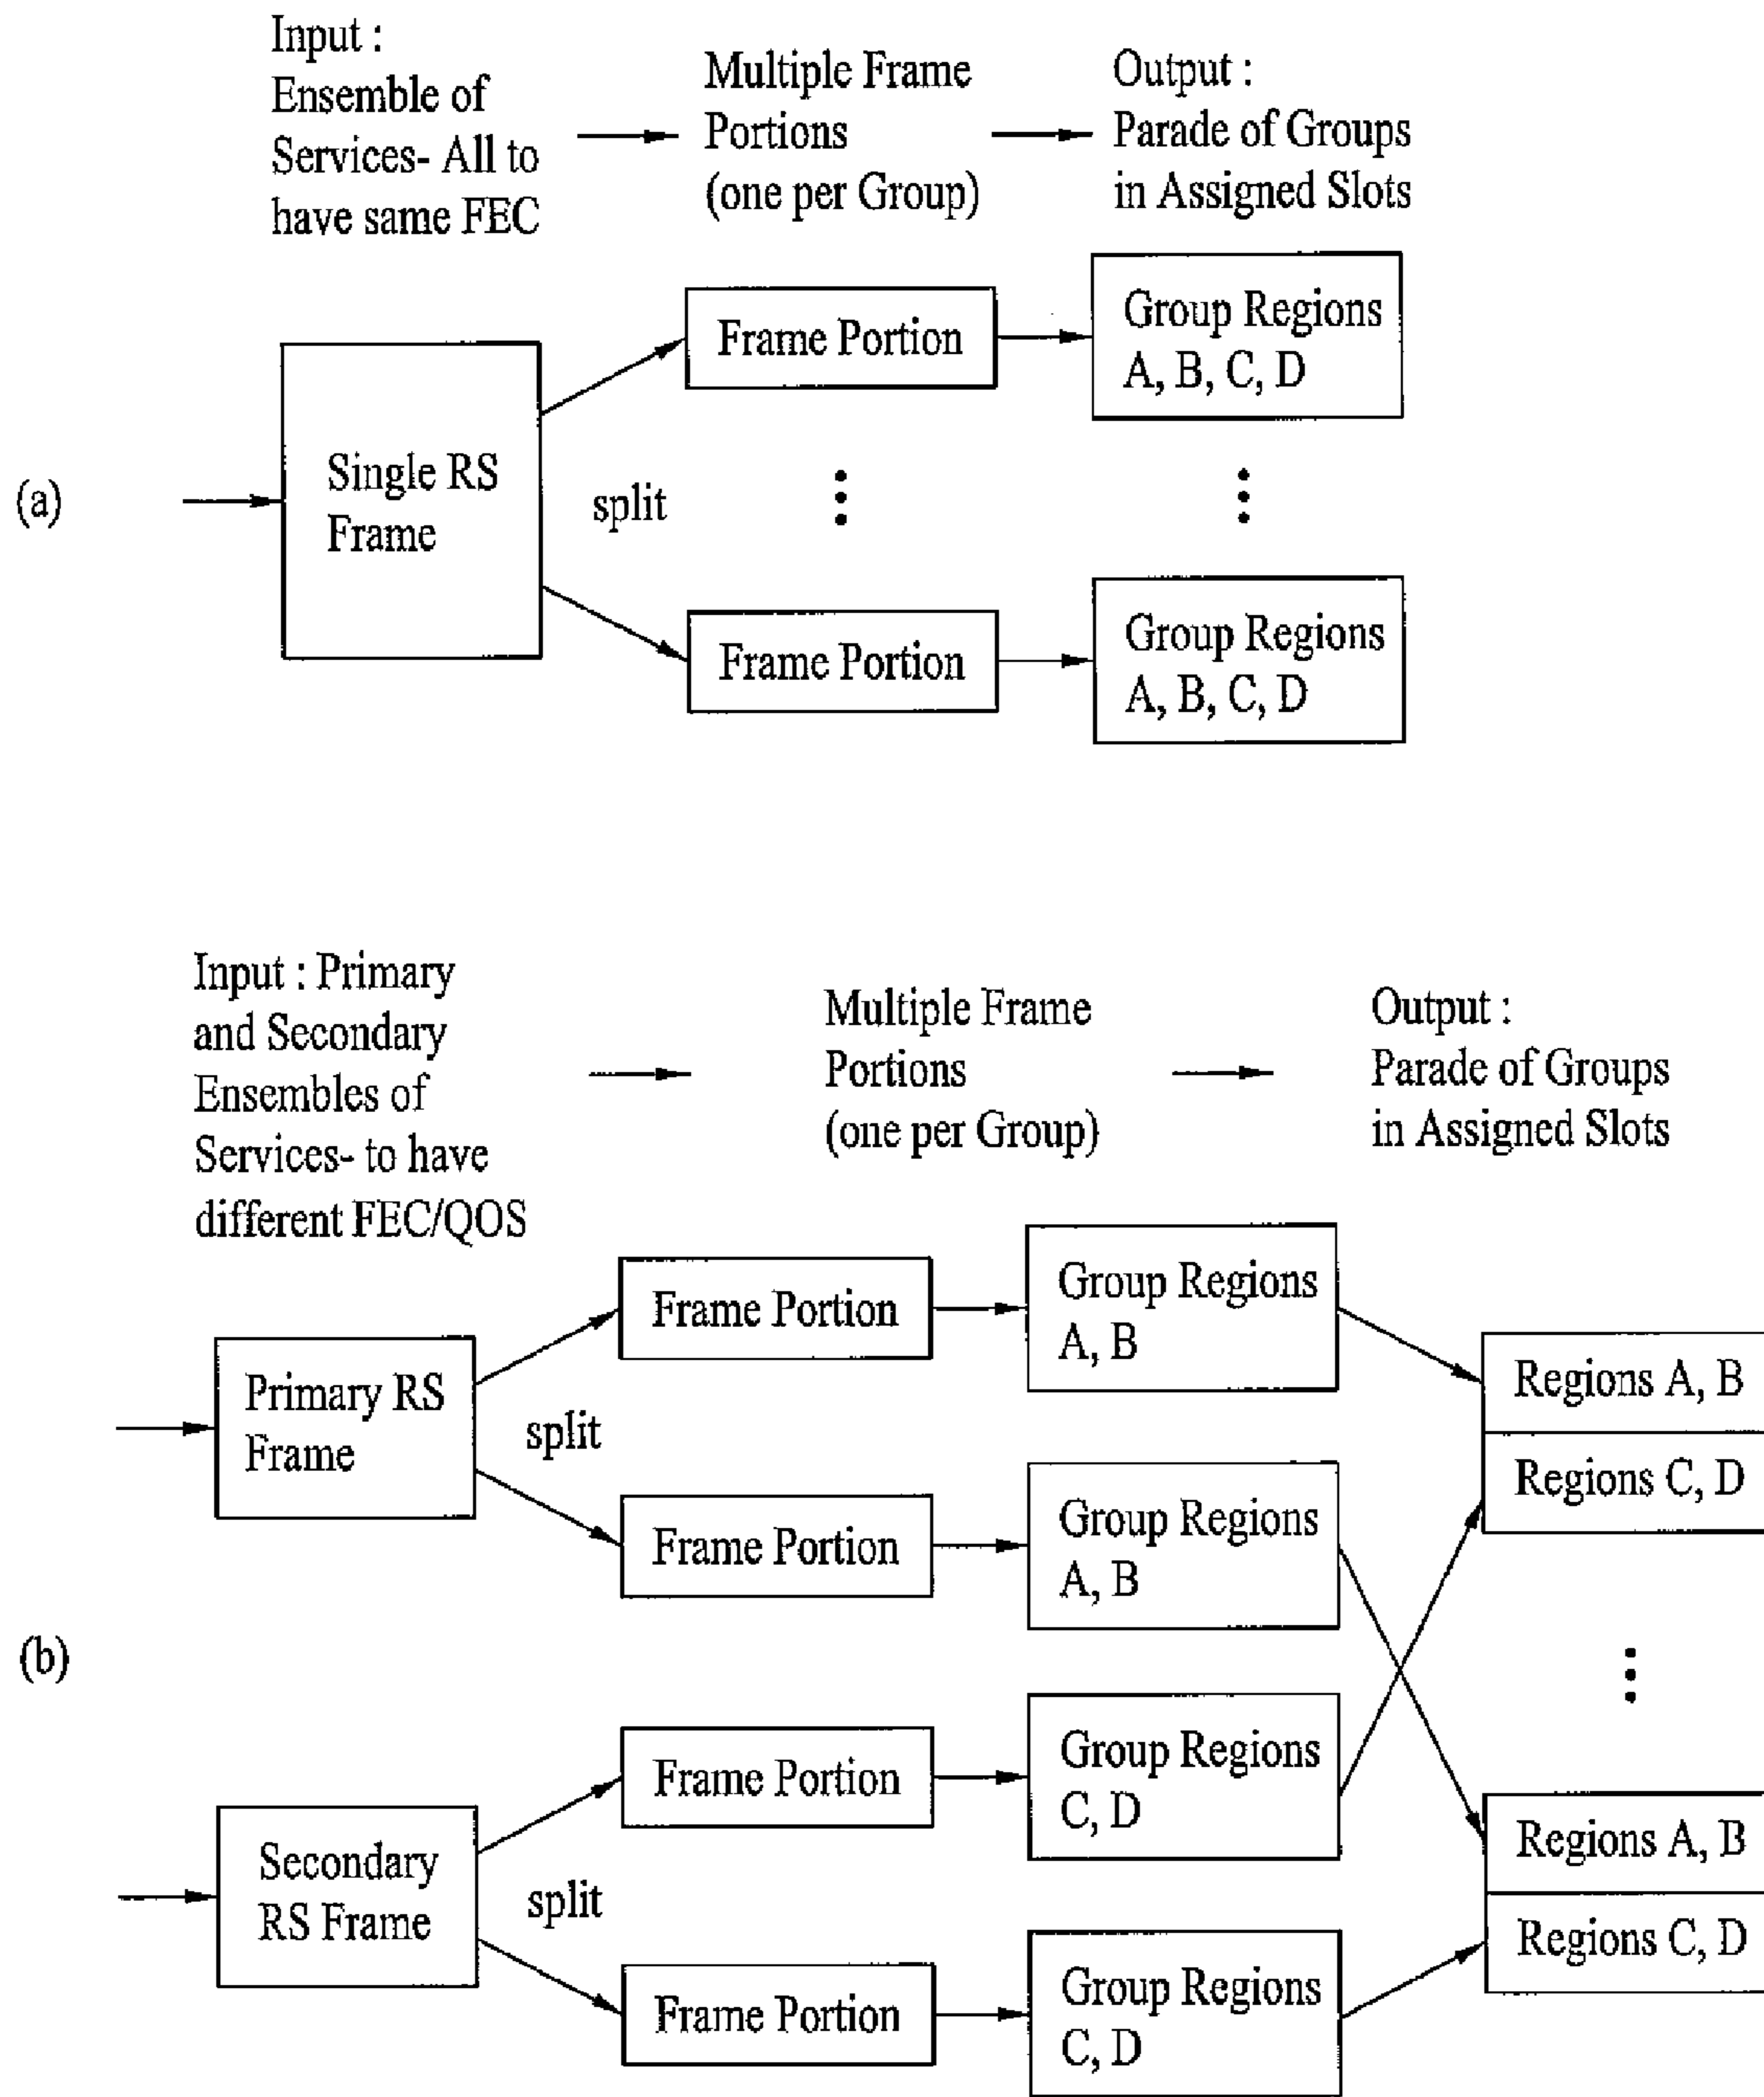 Input :
Ensemble of
Services- All to
have same FEC
Multiple Frame
Portions
(one per Group)
Output :
Parade of Groups
in Assigned Slots
(a)
Single RS
Frame
split
Frame Portion
Group Regions
A, B, C, D
Frame Portion
Group Regions
A, B, C, D
Input : Primary
and Secondary
Ensembles of
Services- to have
different FEC/QOS
Multiple Frame
Portions
(one per Group)
Output :
Parade of Groups
in Assigned Slots
(b)
Primary RS
Frame
split
Frame Portion
Group Regions
A, B
Frame Portion
Group Regions
A, B
Secondary
RS Frame
split
Frame Portion
Group Regions
C, D
Frame Portion
Group Regions
C, D
Regions A, B
Regions C, D
Regions A, B
Regions C, D